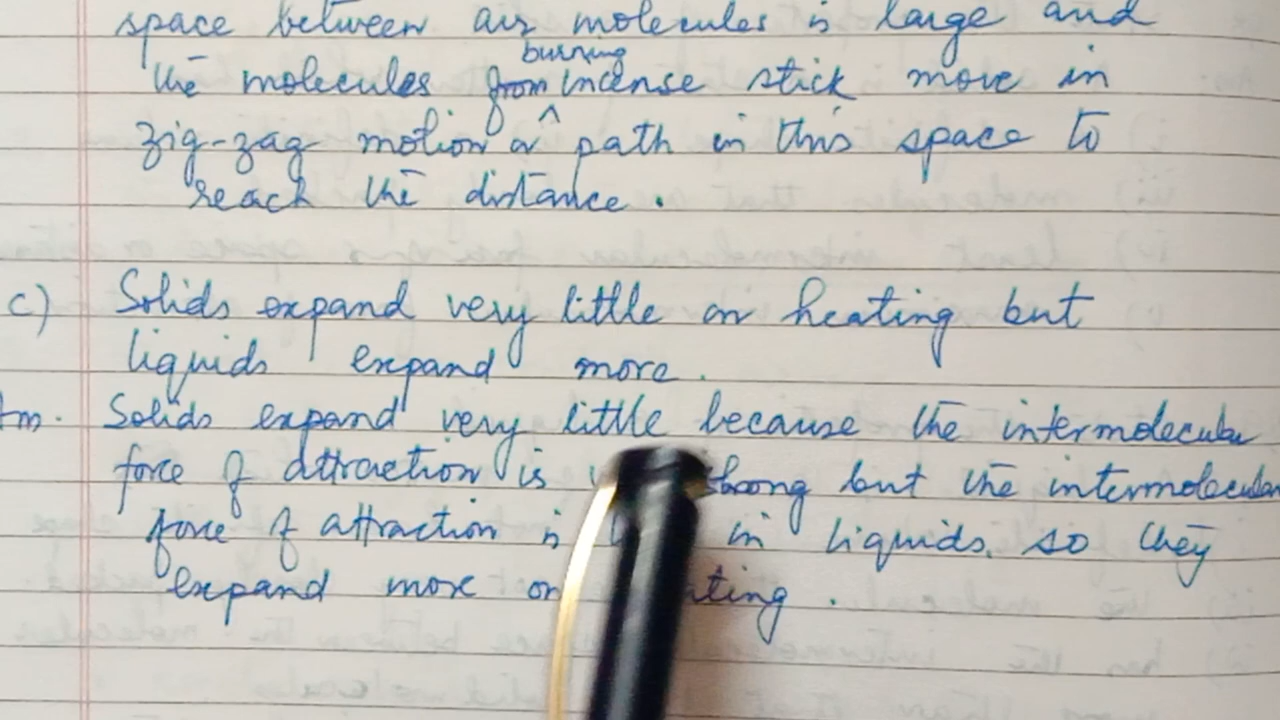 space between air molecules is large and
burning
the molecules from ^ incense stick move in
zig-zag motion or path in this space to
reach the distance.
c) Solids expand very little on heating but
liquids expand more.
Solids expand very little because the intermolecular
force of attraction is strong but the intermolecular
force of attraction is in liquids. so they
expand more on